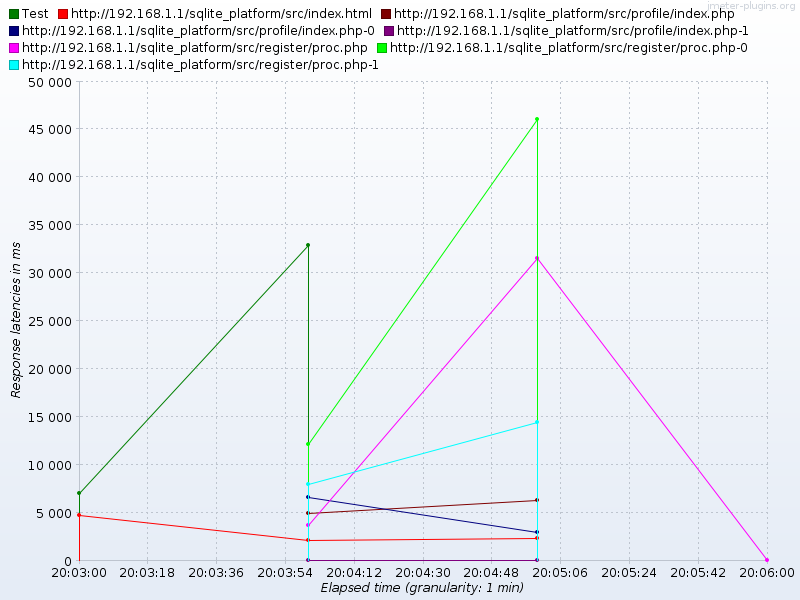 jmeter-plugins.org
Test http://192.168.1.1/sqlite_platform/src/index.html http://192.168.1.1/sqlite_platform/src/profile/index.php
http://192.168.1.1/sqlite_platform/src/profile/index.php-0 http://192.168.1.1/sqlite_platform/src/profile/index.php-1
http://192.168.1.1/sqlite_platform/src/register/proc.php http://192.168.1.1/sqlite_platform/src/register/proc.php-0
http://192.168.1.1/sqlite_platform/src/register/proc.php-1
50 000
45 000
40 000
35 000
30 000
25 000
20 000
15 000
10 000
5 000
0
Response latencies in ms
20:03:00 20:03:18 20:03:36 20:03:54 20:04:12 20:04:30 20:04:48 20:05:06 20:05:24 20:05:42 20:06:00
Elapsed time (granularity: 1 min)